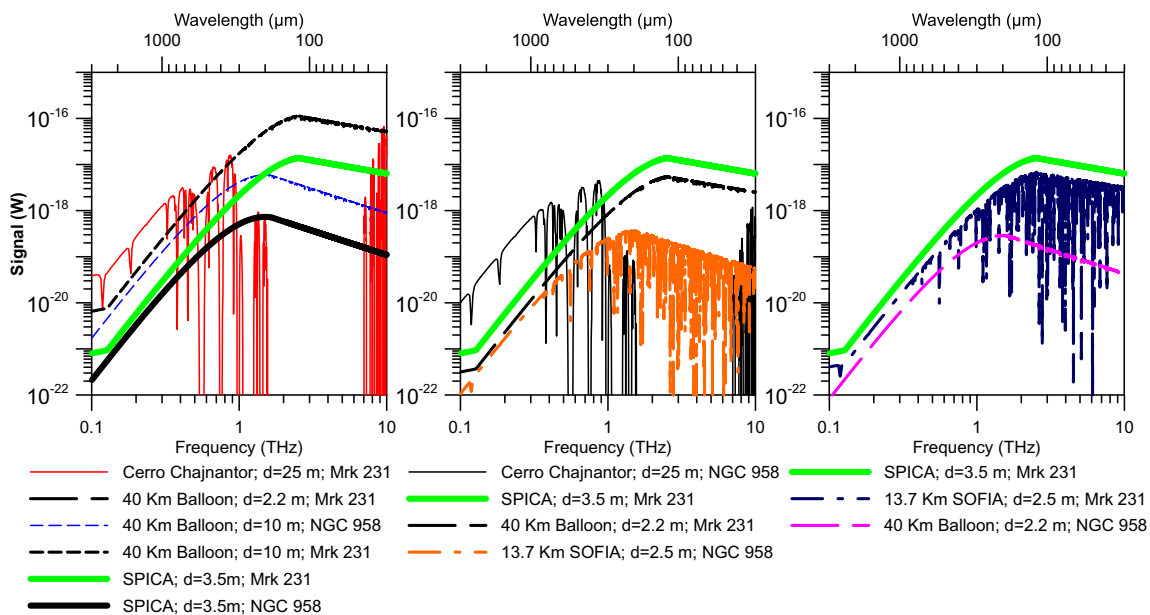 Wavelength (µm) Wavelength (µm) Wavelength (µm)
1000 100 1000 100 1000 100
Signal (W)
10-16 10-16 10-16
10-18 10-18 10-18
10-20 10-20 10-20
10-22 10-22 10-22
0.1 1 10 0.1 1 10 0.1 1 10
Frequency (THz) Frequency (THz) Frequency (THz)
Cerro Chajnantor; d=25 m; Mrk 231
40 Km Balloon; d=2.2 m; Mrk 231
40 Km Balloon; d=10 m; NGC 958
40 Km Balloon; d=10 m; Mrk 231
SPICA; d=3.5m; Mrk 231
SPICA; d=3.5m; NGC 958
Cerro Chajnantor; d=25 m; NGC 958
SPICA; d=3.5 m; Mrk 231
40 Km Balloon; d=2.2 m; Mrk 231
13.7 Km SOFIA; d=2.5 m; NGC 958
SPICA; d=3.5 m; Mrk 231
13.7 Km SOFIA; d=2.5 m; Mrk 231
40 Km Balloon; d=2.2 m; NGC 958